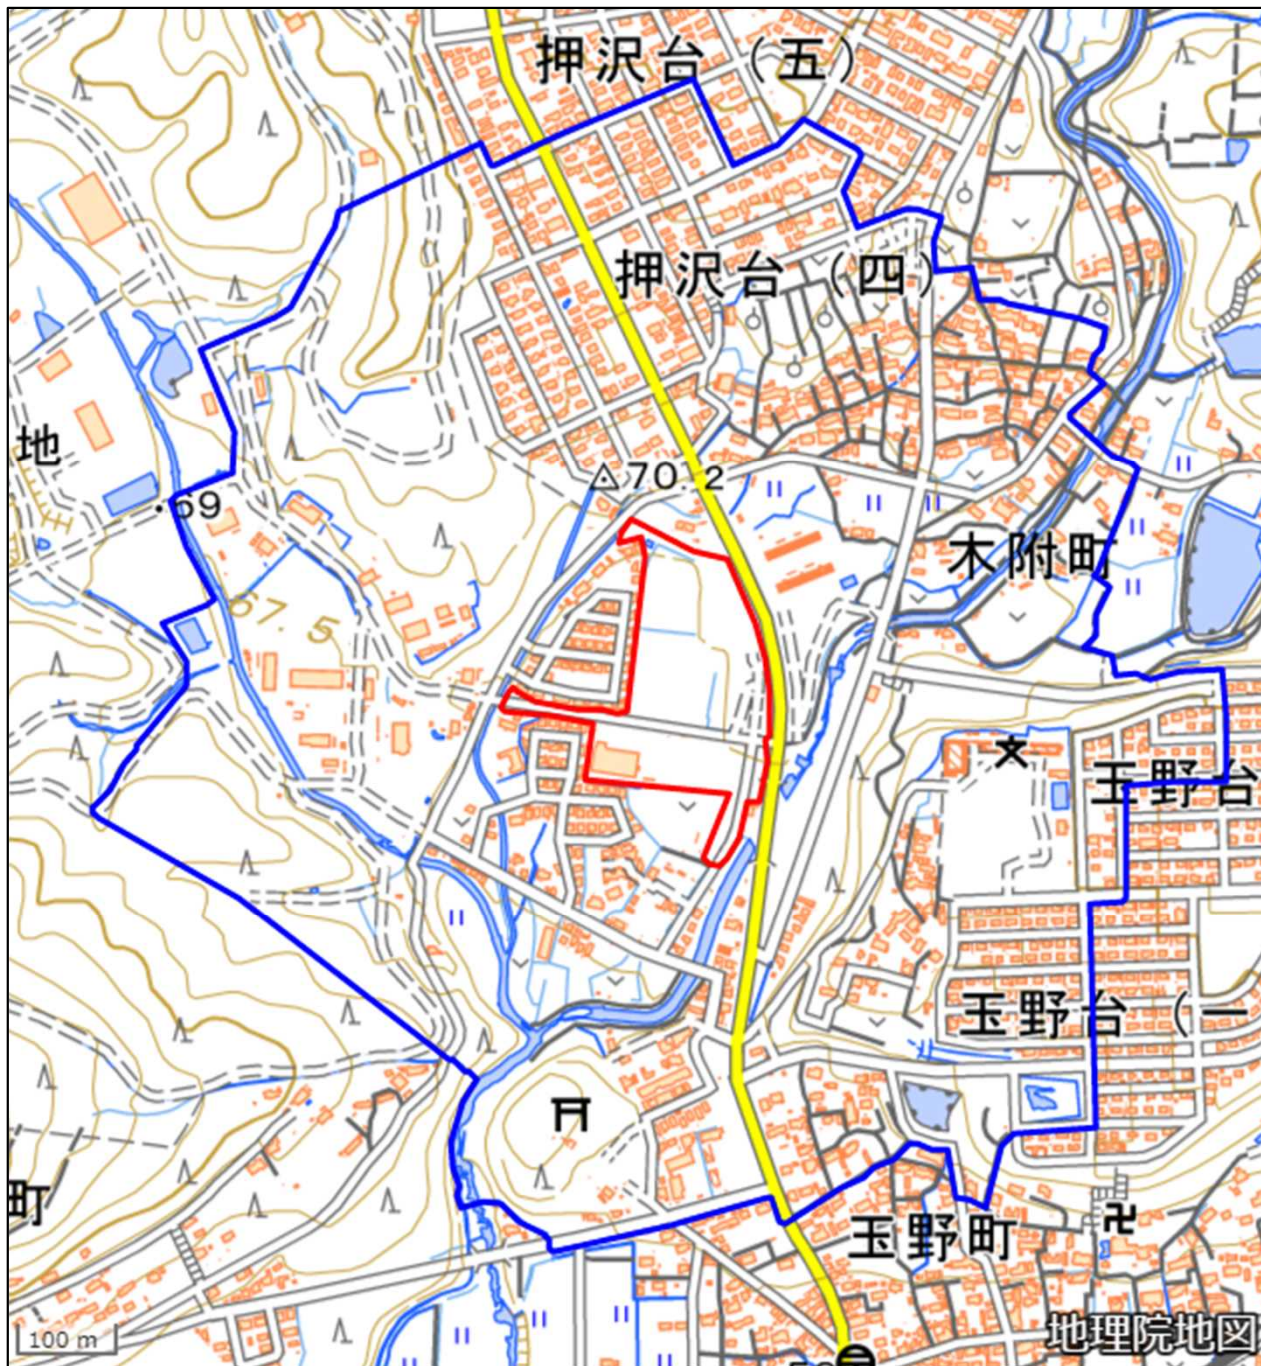 押沢台（五）
押沢台（四）
地
70.2
.69
木附町
67.5
玉野台
玉野台（一
町
玉野町
100 m
地理院地図